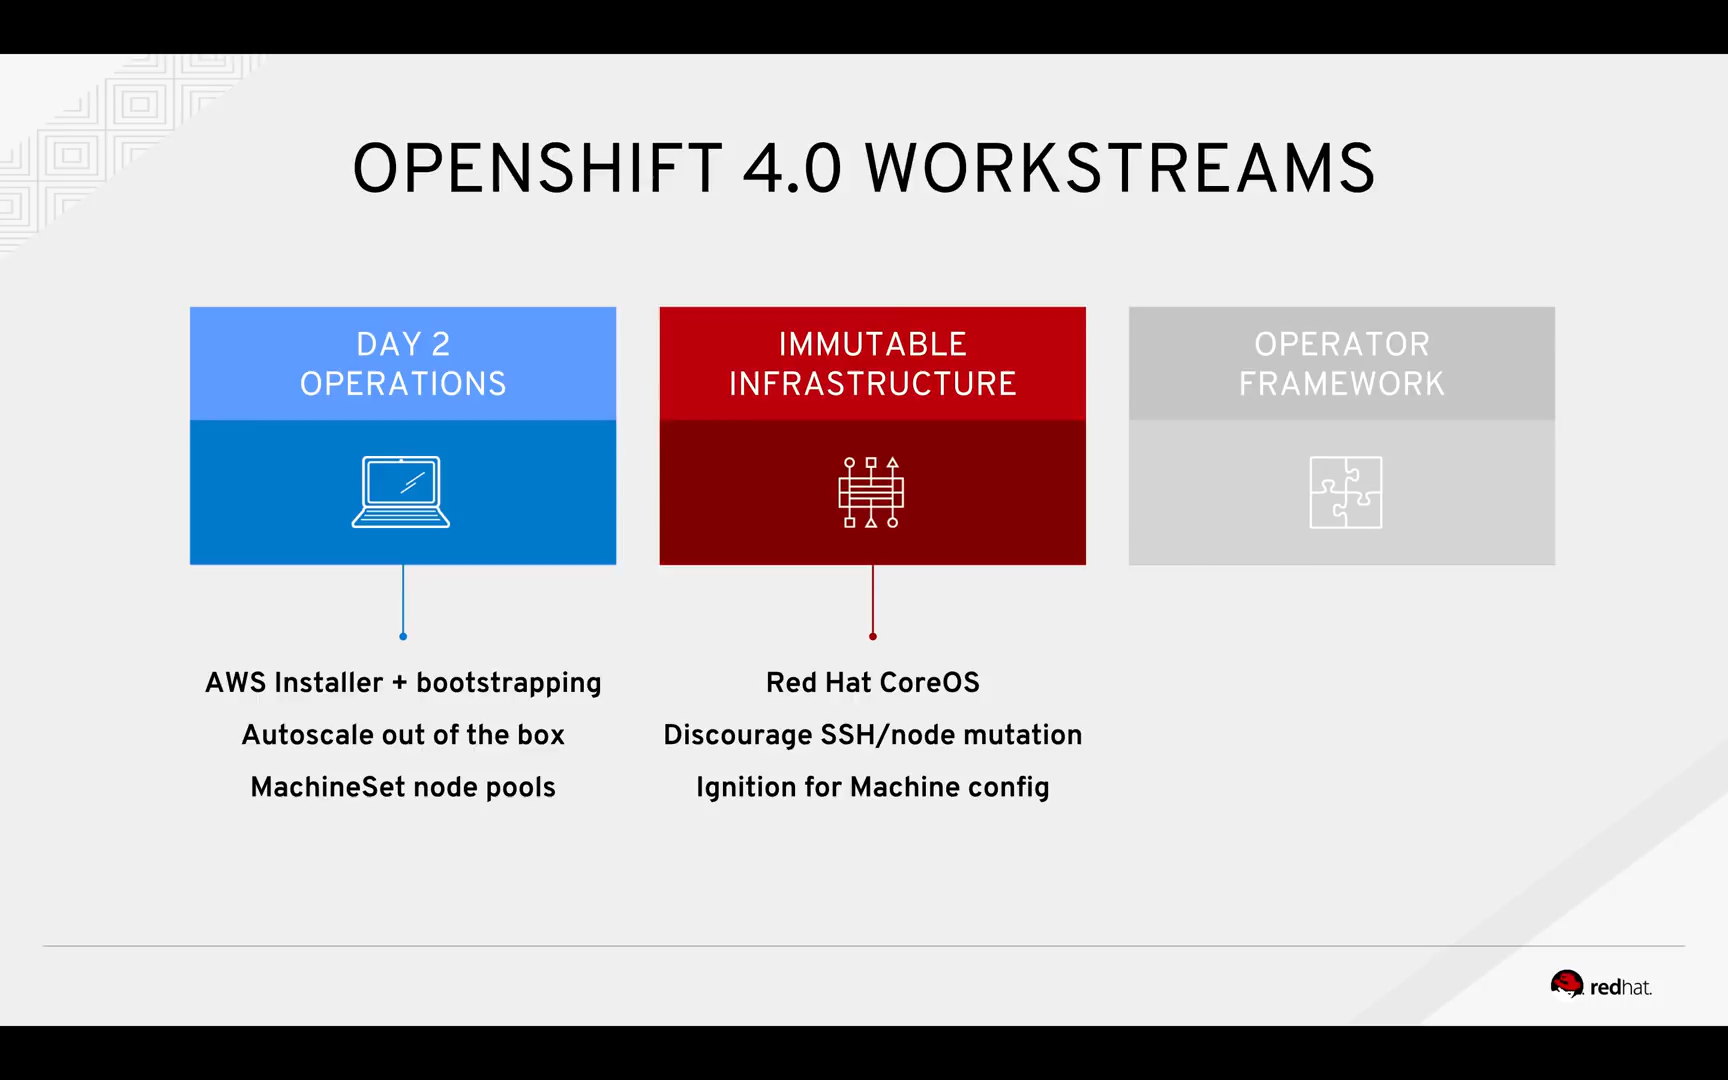 OPENSHIFT 4.0 WORKSTREAMS
DAY 2
OPERATIONS
AWS Installer + bootstrapping
Autoscale out of the box
MachineSet node pools
IMMUTABLE
INFRASTRUCTURE
Red Hat CoreOS
Discourage SSH/node mutation
Ignition for Machine config
OPERATOR
FRAMEWORK
redhat.